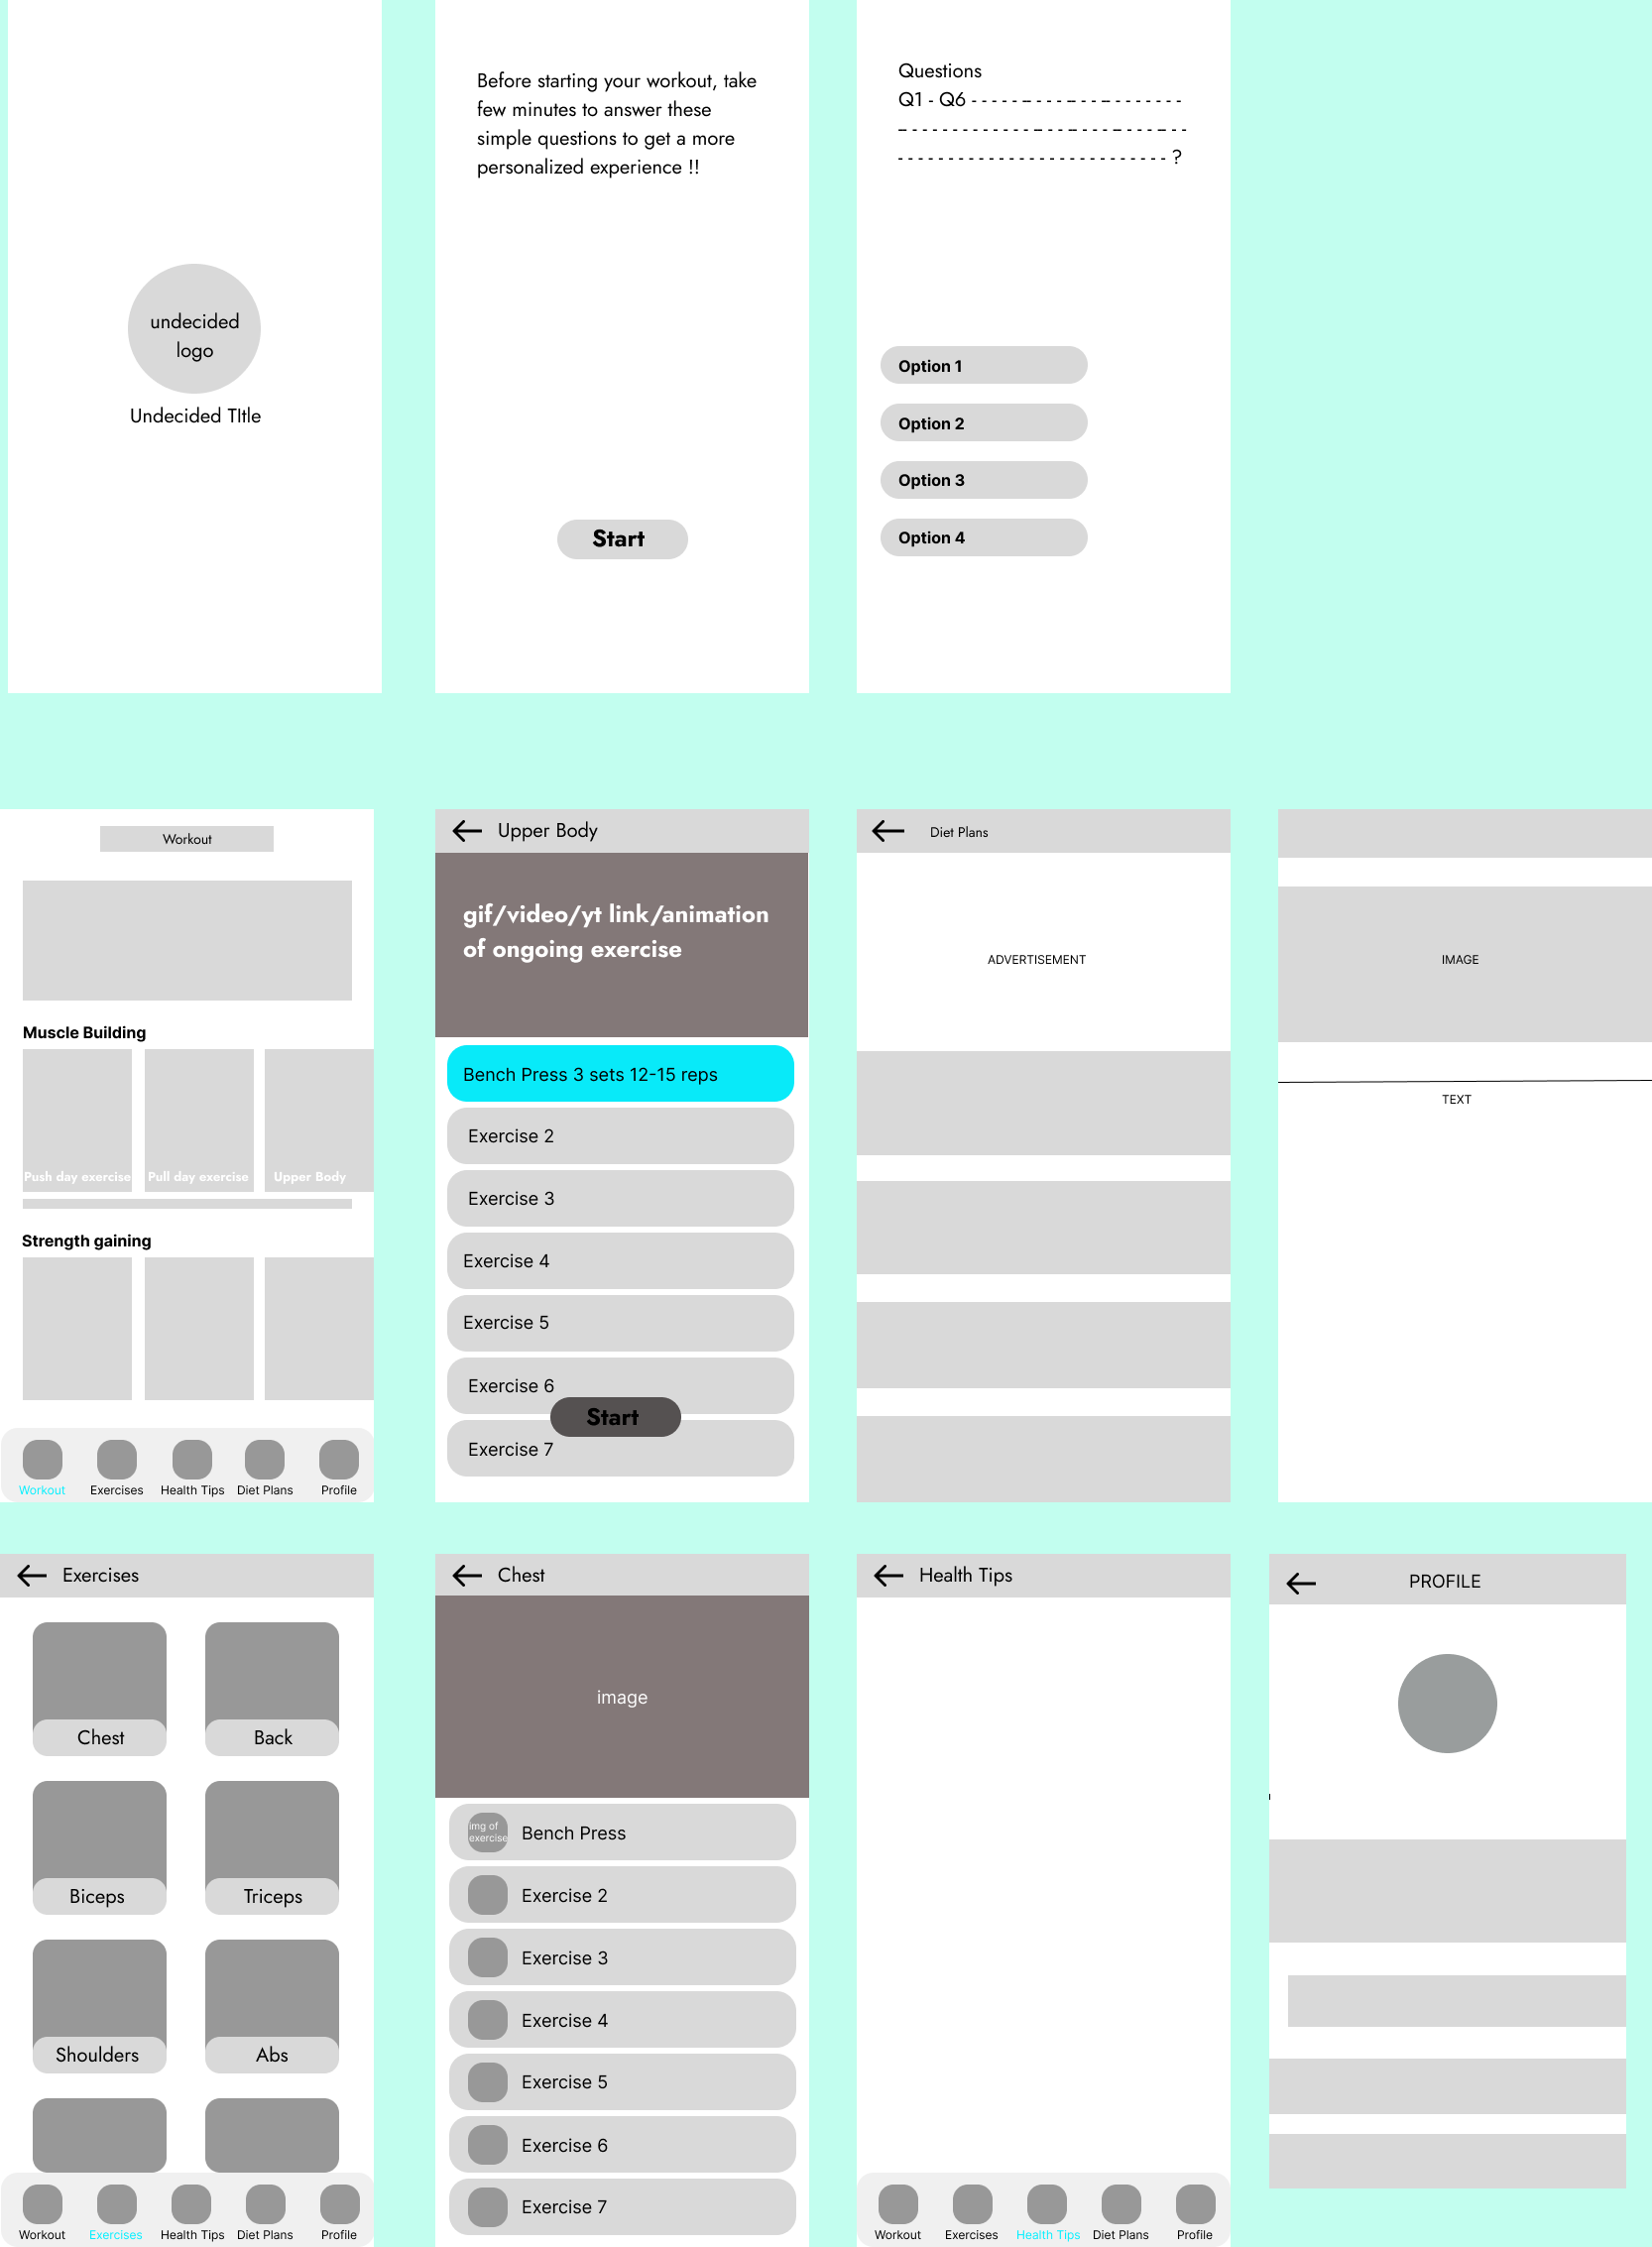 undecided
logo
Undecided TItle
Before starting your workout, take
few minutes to answer these
simple questions to get a more
personalized experience !!
Start
Questions
Q1 - Q6 - - - - - - - - - - - - - - - - - - - - -
- - - - - - - - - - - - - - - - - - - - - - - - - - - -
- - - - - - - - - - - - - - - - - - - - - - - - - - - ?
Option 1
Option 2
Option 3
Option 4
Workout
Muscle Building
Push day exercise
Pull day exercise
Upper Body
Strength gaining
Workout
Exercises
Health Tips
Diet Plans
Profile
Upper Body
gif/video/yt link/animation
of ongoing exercise
Bench Press 3 sets 12-15 reps
Exercise 2
Exercise 3
Exercise 4
Exercise 5
Exercise 6
Start
Exercise 7
Diet Plans
ADVERTISEMENT
IMAGE
TEXT
Exercises
Chest
Back
Biceps
Triceps
Shoulders
Abs
Workout
Exercises
Health Tips
Diet Plans
Profile
Chest
image
img of
exercise
Bench Press
Exercise 2
Exercise 3
Exercise 4
Exercise 5
Exercise 6
Exercise 7
Health Tips
Workout
Exercises
Health Tips
Diet Plans
Profile
PROFILE